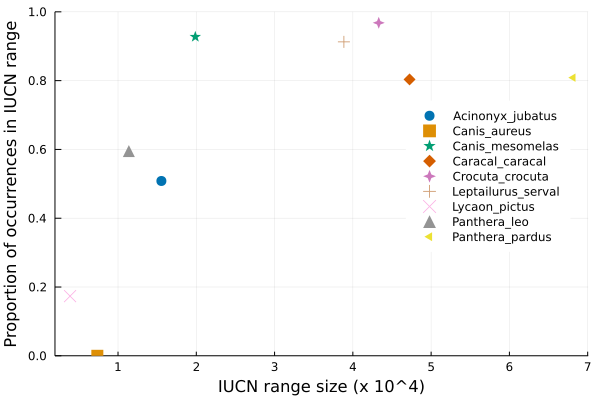 Proportion of occurrences in IUCN range
1.0
0.8
0.6
0.4
0.2
0.0
Acinonyx_jubatus
Canis_aureus
Canis_mesomelas
Caracal_caracal
Crocuta_crocuta
Leptailurus_serval
Lycaon_pictus
Panthera_leo
Panthera_pardus
1 2 3 4 5 6 7
IUCN range size (x 10^4)